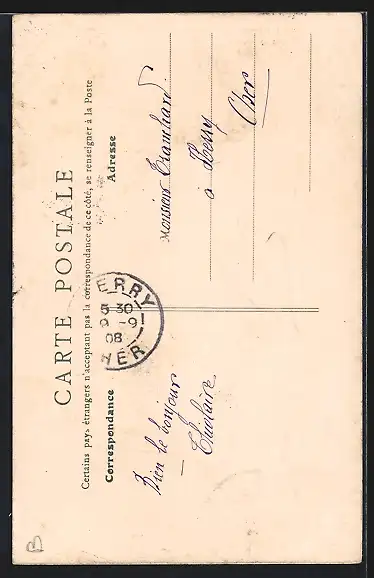 CARTE POSTALE
Certains pays étrangers n'acceptant pas la correspondance de ce côté, se renseigner à la Poste
Correspondance
Adresse
ERRY
5 30
9 -9
08
HER
Bien le bonjour
Monsieur Tranchard
à
Cher
B